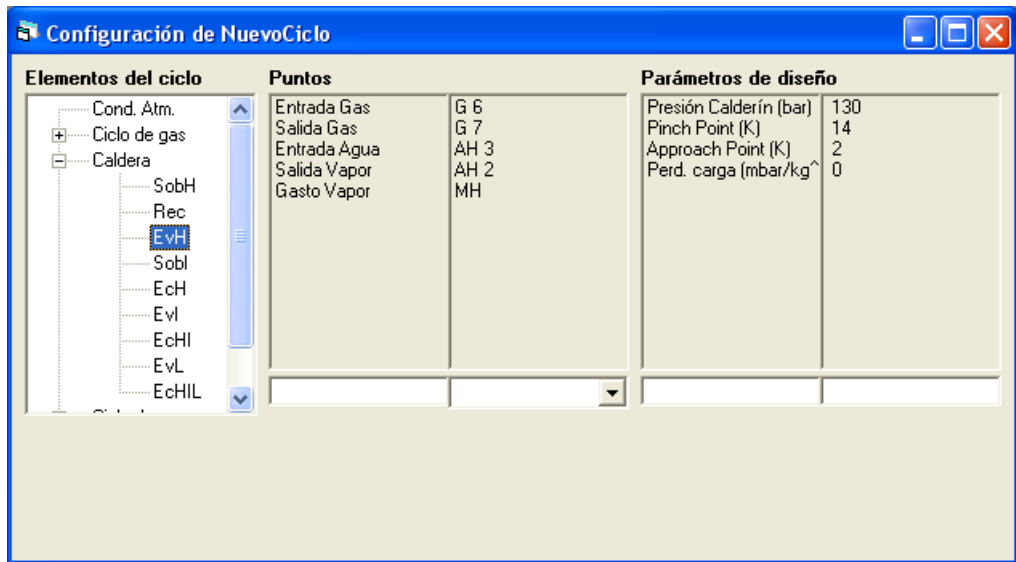 Configuración de NuevoCiclo
Elementos del ciclo
Cond. Atm.
Ciclo de gas
Caldera
SobH
Rec
EvH
SobI
EcH
EvI
EcHI
EvL
EcHIL
Puntos
Entrada Gas G 6
Salida Gas G 7
Entrada Agua AH 3
Salida Vapor AH 2
Gasto Vapor MH
Parámetros de diseño
Presión Calderín (bar) 130
Pinch Point (K) 14
Approach Point (K) 2
Perd. carga (mbar/kg^ 0